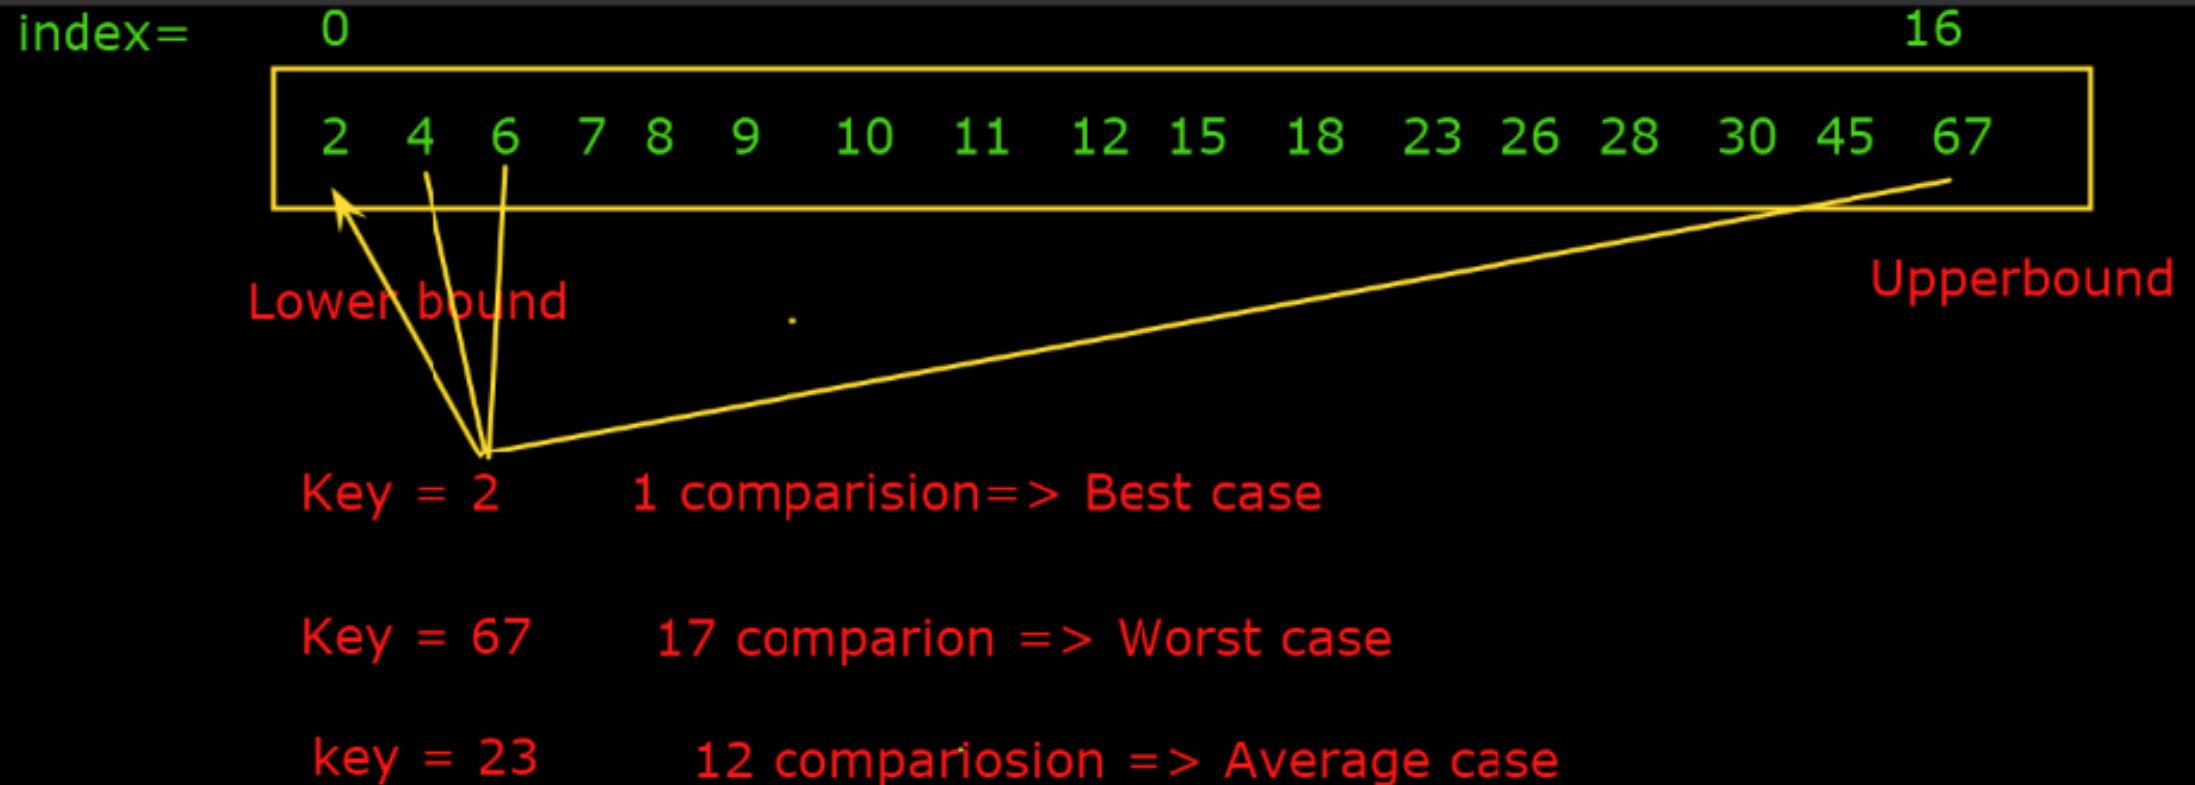 index= 0 16
2 4 6 7 8 9 10 11 12 15 18 23 26 28 30 45 67
Lower bound Upperbound
Key = 2 1 comparision=> Best case
Key = 67 17 comparion => Worst case
key = 23 12 compariosion => Average case